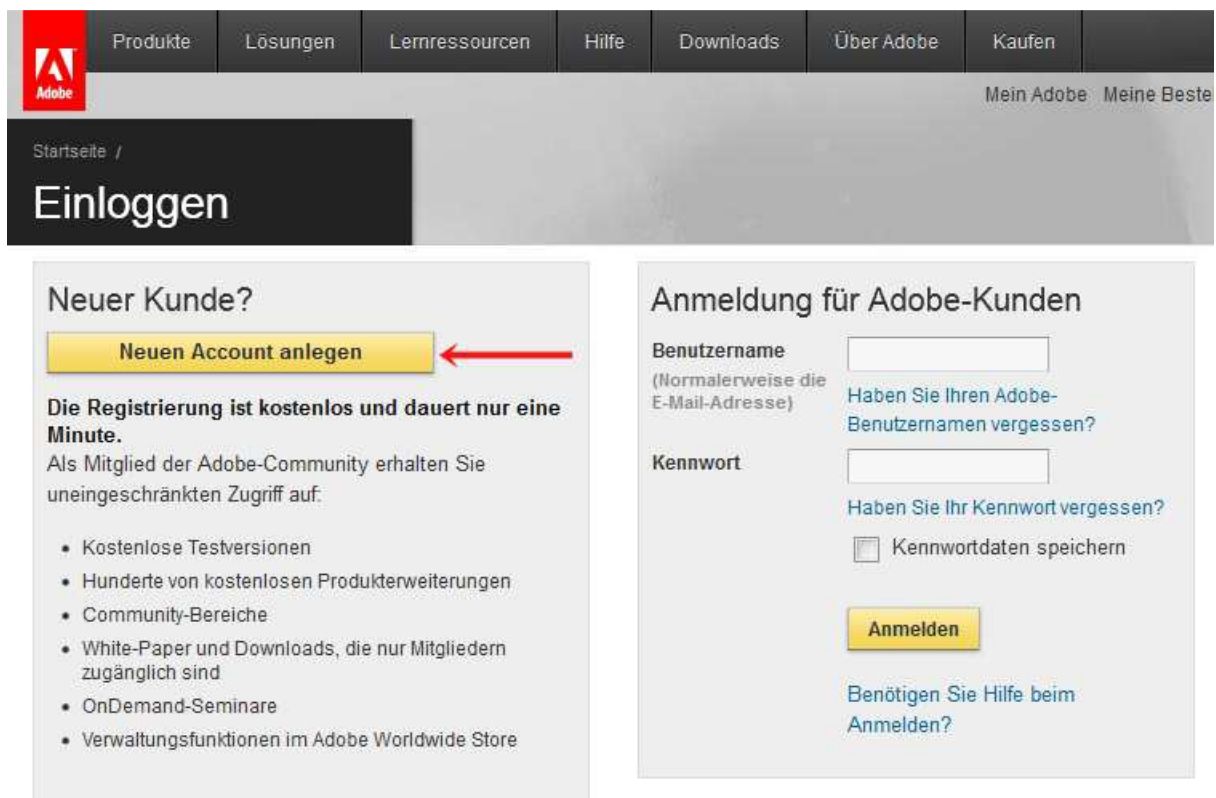 Produkte Lösungen Lernressourcen Hilfe Downloads Über Adobe Kaufen
Adobe
Mein Adobe Meine Beste
Startseite /
Einloggen
Neuer Kunde?
Neuen Account anlegen
Die Registrierung ist kostenlos und dauert nur eine
Minute.
Als Mitglied der Adobe-Community erhalten Sie
uneingeschränkten Zugriff auf:
• Kostenlose Testversionen
• Hunderte von kostenlosen Produkterweiterungen
• Community-Bereiche
• White-Paper und Downloads, die nur Mitgliedern
zugänglich sind
• OnDemand-Seminare
• Verwaltungsfunktionen im Adobe Worldwide Store
Anmeldung für Adobe-Kunden
Benutzername
(Normalerweise die
E-Mail-Adresse)
Haben Sie Ihren Adobe-
Benutzernamen vergessen?
Kennwort
Haben Sie Ihr Kennwort vergessen?
Kennwortdaten speichern
Anmelden
Benötigen Sie Hilfe beim
Anmelden?